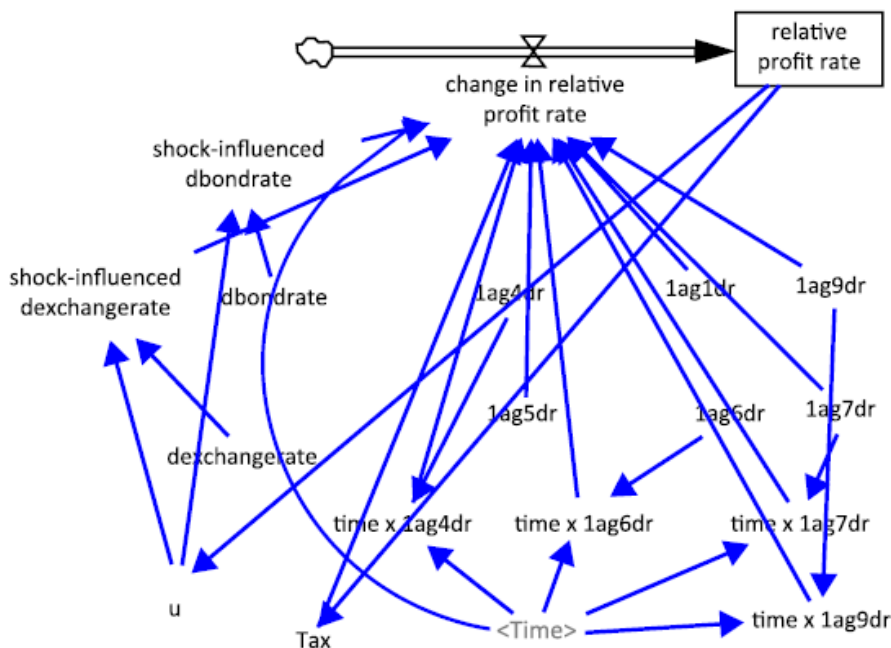 relative
profit rate
change in relative
profit rate
shock-influenced
dbondrate
shock-influenced
dexchangerate
dbondrate
1ag4dr
1ag1dr
1ag9dr
1ag5dr
1ag6dr
1ag7dr
dexchangerate
time x 1ag4dr
time x 1ag6dr
time x 1ag7dr
u
Tax
<Time>
time x 1ag9dr